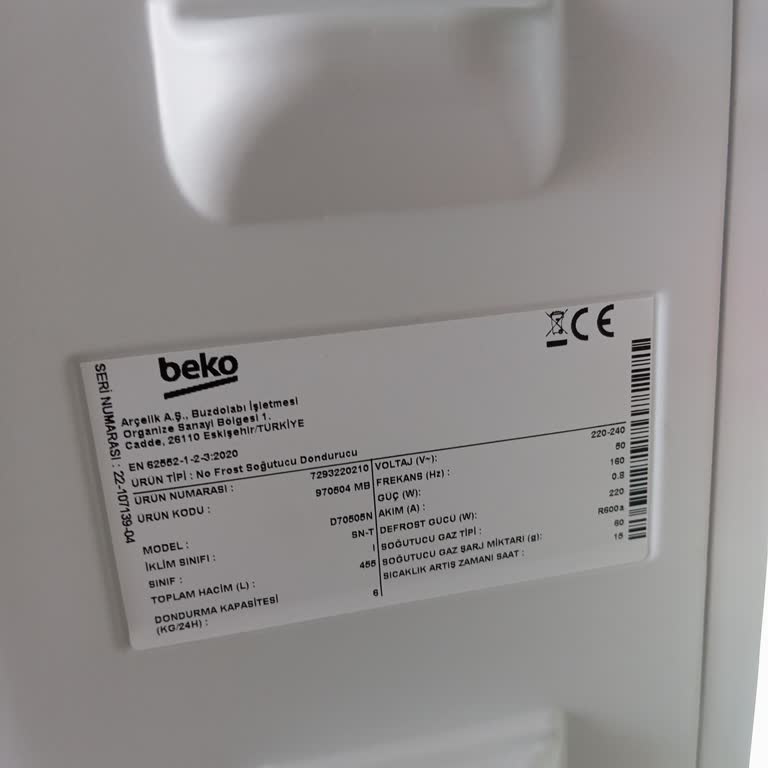 beko
Arçelik A.Ş., Buzdolabı İşletmesi
Organize Sanayi Bölgesi 1.
Cadde, 26110 Eskişehir/TÜRKİYE
EN 62552-1-2-3:2020
ÜRÜN TİPİ : No Frost Soğutucu Dondurucu
ÜRÜN NUMARASI : 7293220210
ÜRÜN KODU : 970504 MB
MODEL : D70505N
İKLİM SINIFI : SN-T
SINIF : I
TOPLAM HACİM (L) : 455
DONDURMA KAPASİTESİ
(KG/24H) : 6
VOLTAJ (V~): 220-240
FREKANS (Hz) : 50
GÜÇ (W): 160
AKIM (A) : 0.8
DEFROST GUCÜ (W): 220
SOĞUTUCU GAZ TİPİ : R600a
SOĞUTUCU GAZ ŞARJ MİKTARI (g): 60
SICAKLIK ARTIŞ ZAMANI SAAT : 15
SERİ NUMARASI : 22-107139-04
CE